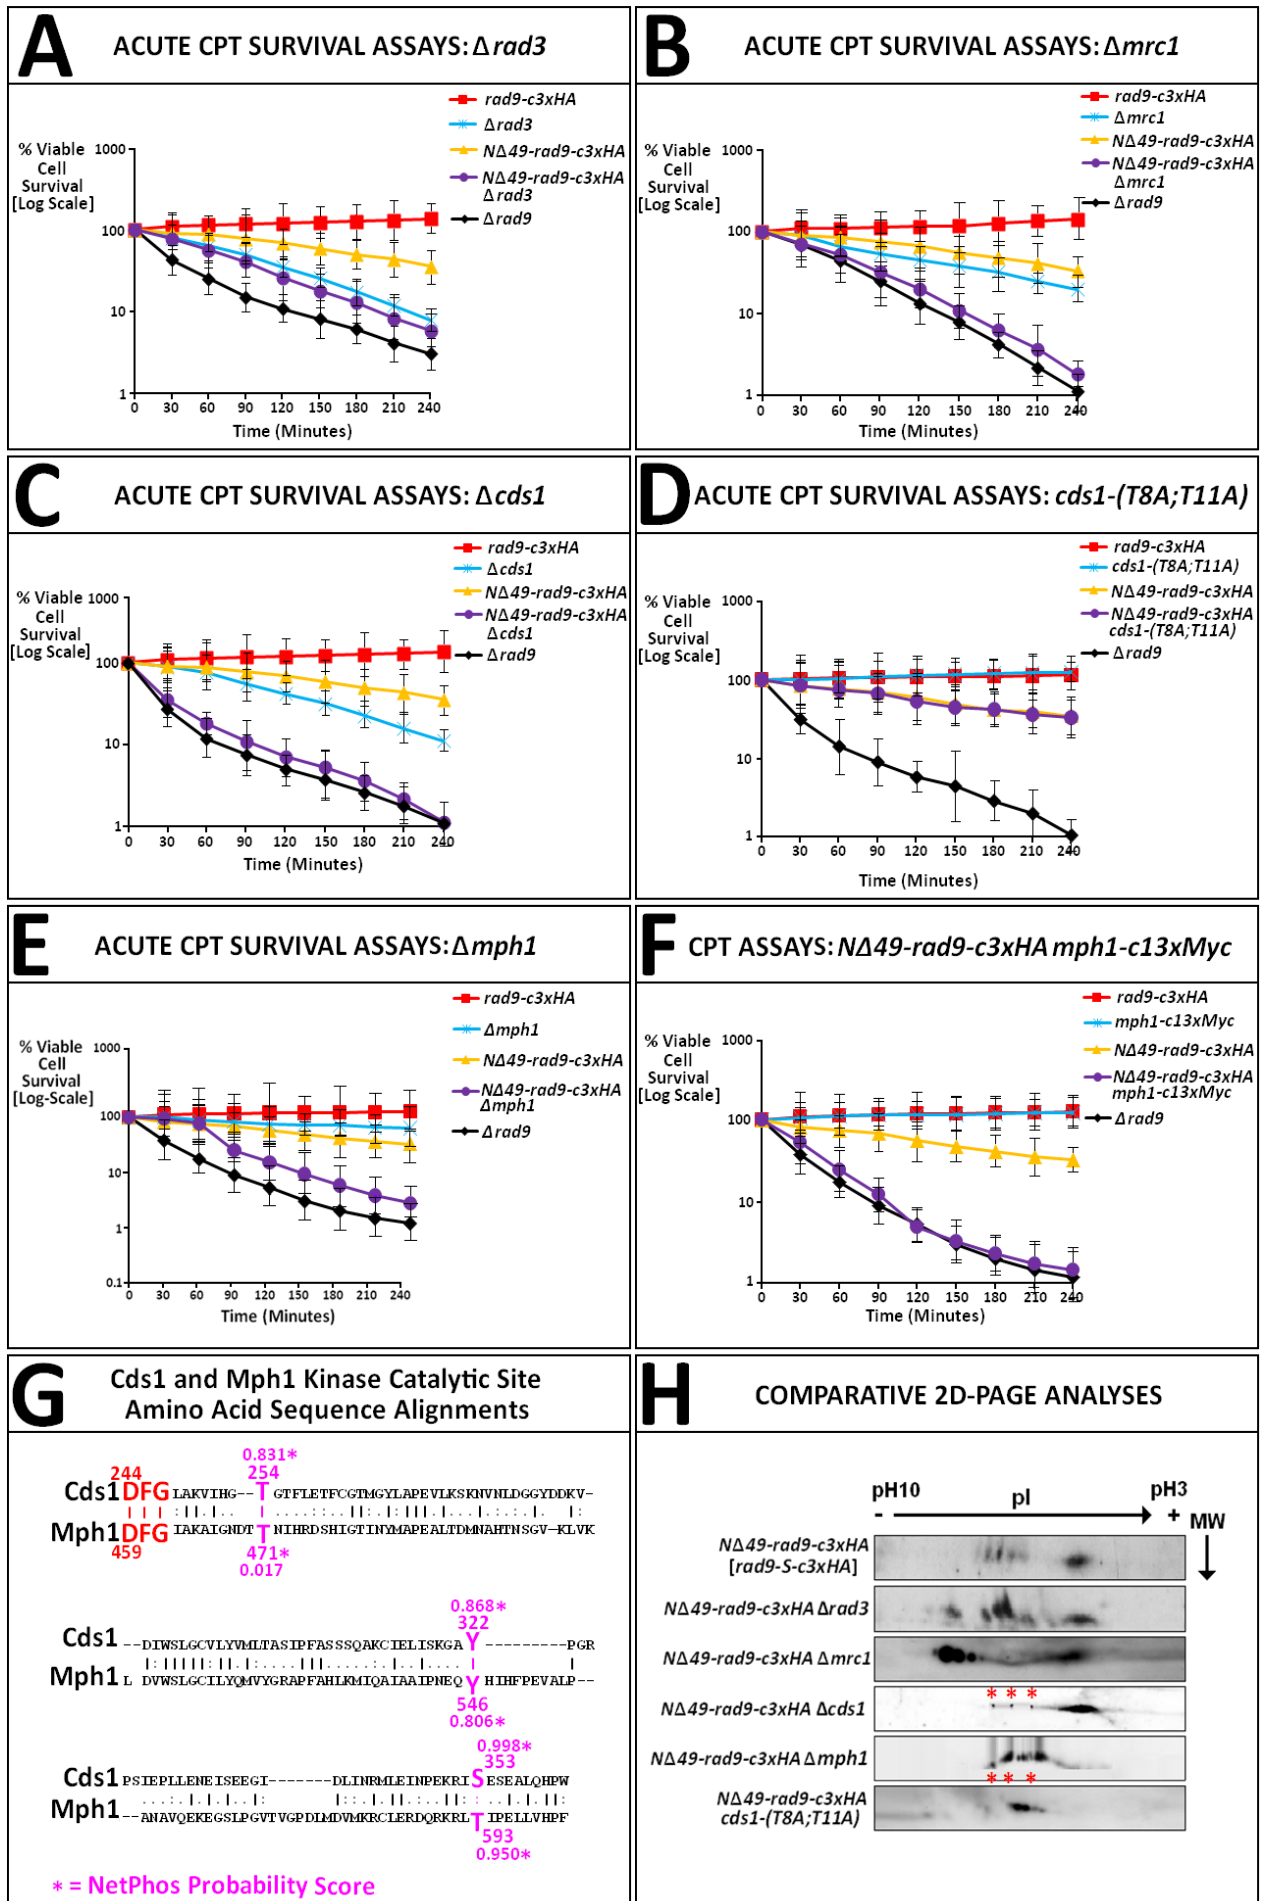 A
ACUTE CPT SURVIVAL ASSAYS: Δrad3
rad9-c3xHA
Δrad3
NΔ49-rad9-c3xHA
NΔ49-rad9-c3xHA
Δrad3
Δrad9
% Viable
Cell
Survival
[Log Scale]
1000
100
10
1
0 30 60 90 120 150 180 210 240
Time (Minutes)
B
ACUTE CPT SURVIVAL ASSAYS: Δmrc1
rad9-c3xHA
Δmrc1
NΔ49-rad9-c3xHA
NΔ49-rad9-c3xHA
Δmrc1
Δrad9
% Viable
Cell
Survival
[Log Scale]
1000
100
10
1
0 30 60 90 120 150 180 210 240
Time (Minutes)
C
ACUTE CPT SURVIVAL ASSAYS: Δcds1
rad9-c3xHA
Δcds1
NΔ49-rad9-c3xHA
NΔ49-rad9-c3xHA
Δcds1
Δrad9
% Viable
Cell
Survival
[Log Scale]
1000
100
10
1
0 30 60 90 120 150 180 210 240
Time (Minutes)
D
ACUTE CPT SURVIVAL ASSAYS: cds1-(T8A;T11A)
rad9-c3xHA
cds1-(T8A;T11A)
NΔ49-rad9-c3xHA
NΔ49-rad9-c3xHA
cds1-(T8A;T11A)
Δrad9
% Viable
Cell
Survival
[Log Scale]
1000
100
10
1
0 30 60 90 120 150 180 210 240
Time (Minutes)
E
ACUTE CPT SURVIVAL ASSAYS: Δmph1
rad9-c3xHA
Δmph1
NΔ49-rad9-c3xHA
NΔ49-rad9-c3xHA
Δmph1
Δrad9
% Viable
Cell
Survival
[Log-Scale]
1000
100
10
1
0.1
0 30 60 90 120 150 180 210 240
Time (Minutes)
F
CPT ASSAYS: NΔ49-rad9-c3xHA mph1-c13xMyc
rad9-c3xHA
mph1-c13xMyc
NΔ49-rad9-c3xHA
NΔ49-rad9-c3xHA
mph1-c13xMyc
Δrad9
% Viable
Cell
Survival
[Log Scale]
1000
100
10
1
0 30 60 90 120 150 180 210 240
Time (Minutes)
G
Cds1 and Mph1 Kinase Catalytic Site
Amino Acid Sequence Alignments
0.831*
244 254
Cds1 DFG LAKVIHG-- T GTFLETFCGTMGYLAPEVLKSKNVNLDGGYDDKV-
Mph1 DFG IAKAIGNDT T NIHRDSHIGTINYMAPEALTDMNAHTNSGV-KLVK
459 471*
0.017
0.868*
322
Cds1 --DIWSLGCVLYVMLTASIPFASSSQAKCIELISKGA Y ---------PGR
Mph1 L DVWSLGCILYQMVYGRAPFAHLKMIQAIAAIPNEQ Y HIHFPEVALP--
546
0.806*
0.998*
353
Cds1 PSIEPLLENEISEEGI-------DLINRMLEINPEKRI S ESEALQHPW
Mph1 --ANAVQEKEGSLPGVTVGPDLMDVMKRCLERDQRKRL T IPELLVHPF
593
0.950*
* = NetPhos Probability Score
H
COMPARATIVE 2D-PAGE ANALYSES
pH10 pI pH3
- + MW
NΔ49-rad9-c3xHA
[rad9-S-c3xHA]
NΔ49-rad9-c3xHA Δrad3
NΔ49-rad9-c3xHA Δmrc1
* * *
NΔ49-rad9-c3xHA Δcds1
NΔ49-rad9-c3xHA Δmph1
* * *
NΔ49-rad9-c3xHA
cds1-(T8A;T11A)